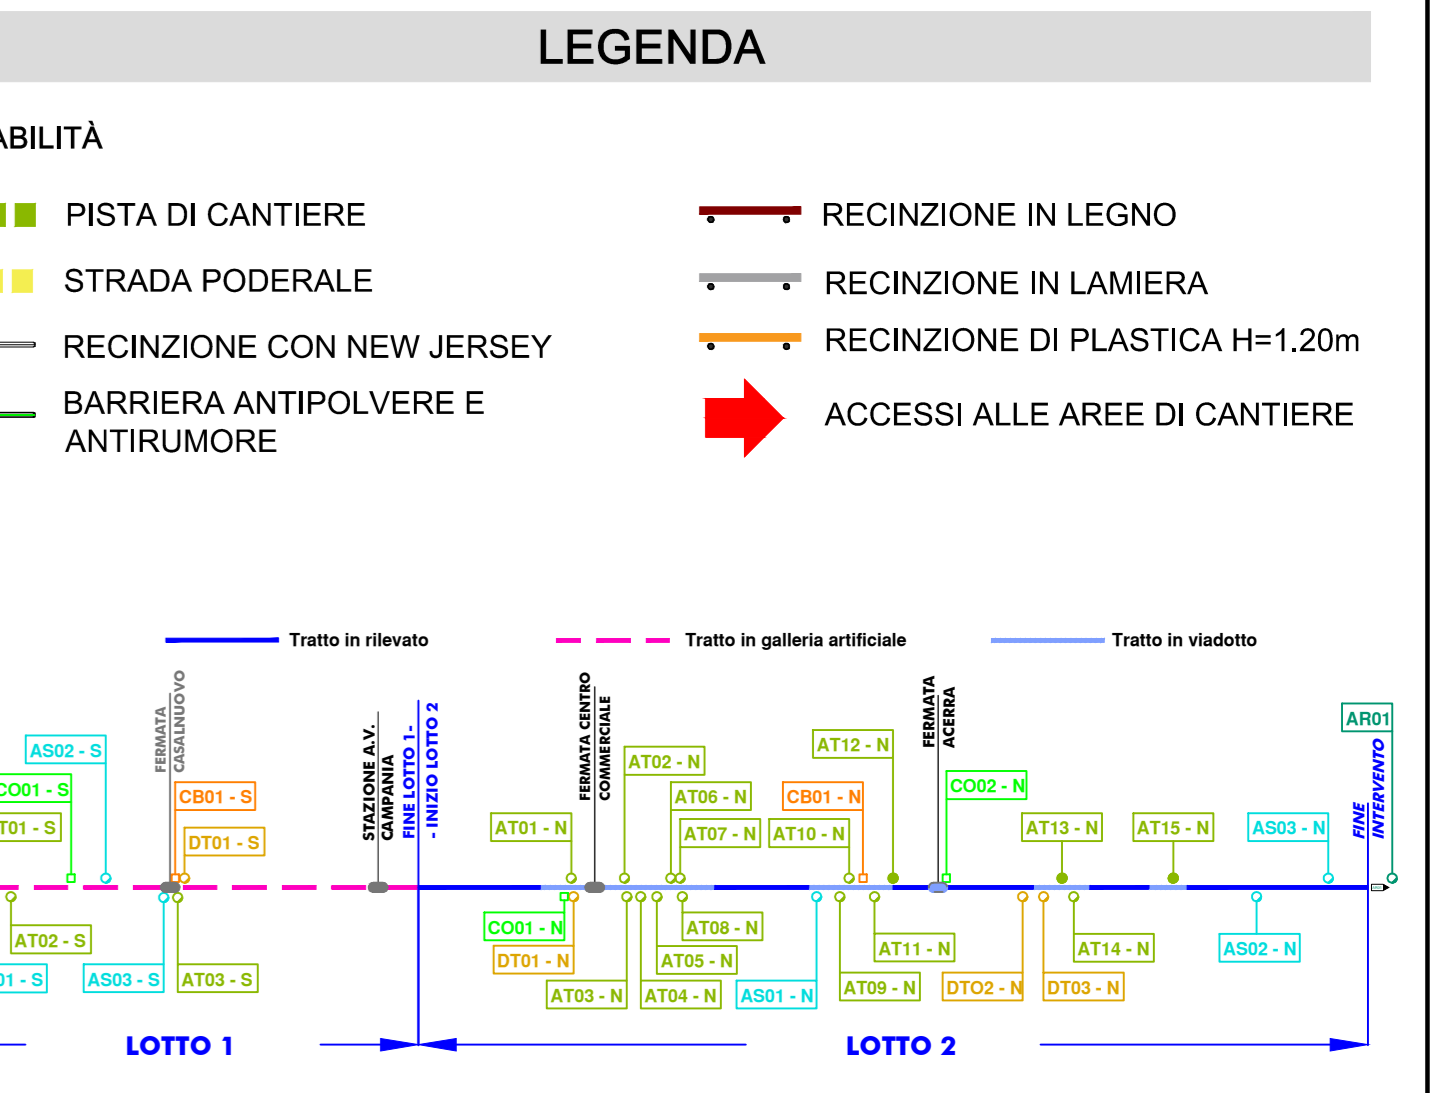 LEGENDA
ABILITÀ
PISTA DI CANTIERE
RECINZIONE IN LEGNO
STRADA PODERALE
RECINZIONE IN LAMIERA
RECINZIONE CON NEW JERSEY
RECINZIONE DI PLASTICA H=1.20m
BARRIERA ANTIPOLVERE E
ANTIRUMORE
ACCESSI ALLE AREE DI CANTIERE
Tratto in rilevato
Tratto in galleria artificiale
Tratto in viadotto
FERMATA
CASALNUOVO
STAZIONE A.V.
CAMPANIA
FINE LOTTO 1-
- INIZIO LOTTO 2
FERMATA CENTRO
COMMERCIALE
FERMATA
ACERRA
FINE
INTERVENTO
AR01
AS02 - S
CO01 - S
T01 - S
CB01 - S
DT01 - S
AT01 - N
AT02 - N
AT06 - N
AT07 - N
AT12 - N
CB01 - N
AT10 - N
CO02 - N
AT13 - N
AT15 - N
AS03 - N
AT02 - S
01 - S
AS03 - S
AT03 - S
CO01 - N
DT01 - N
AT03 - N
AT04 - N
AT05 - N
AT08 - N
AS01 - N
AT09 - N
AT11 - N
DTO2 - N
DT03 - N
AT14 - N
AS02 - N
LOTTO 1
LOTTO 2